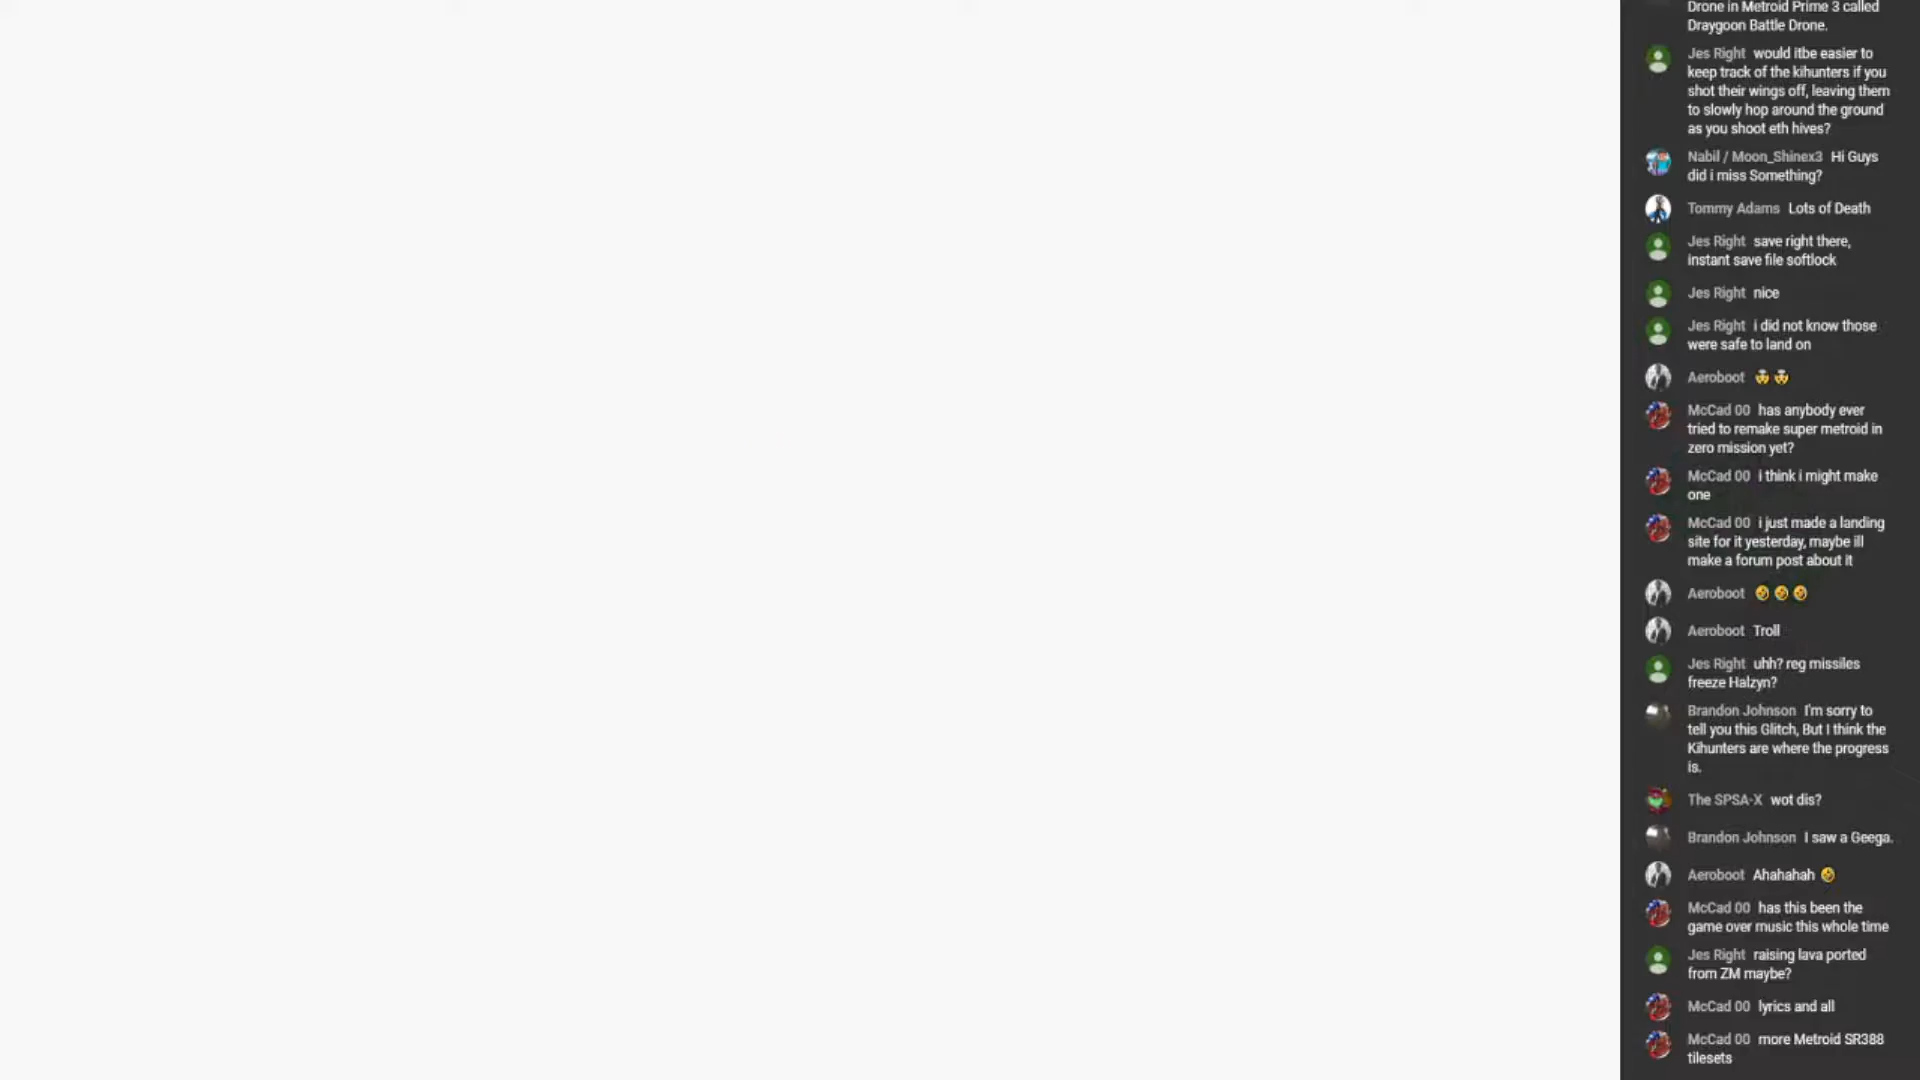 Drone in Metroid Prime 3 called
Draygoon Battle Drone.
Jes Right would itbe easier to
keep track of the kihunters if you
shot their wings off, leaving them
to slowly hop around the ground
as you shoot eth hives?
Nabil / Moon_Shinex3 Hi Guys
did i miss Something?
Tommy Adams Lots of Death
Jes Right save right there,
instant save file softlock
Jes Right nice
Jes Right i did not know those
were safe to land on
Aeroboot
McCad 00 has anybody ever
tried to remake super metroid in
zero mission yet?
McCad 00 i think i might make
one
McCad 00 i just made a landing
site for it yesterday, maybe ill
make a forum post about it
Aeroboot 🤣🤣🤣
Aeroboot Troll
Jes Right uhh? reg missiles
freeze Halzyn?
Brandon Johnson I'm sorry to
tell you this Glitch, But I think the
Kihunters are where the progress
is.
The SPSA-X wot dis?
Brandon Johnson I saw a Geega.
Aeroboot Ahahahah 🤣
McCad 00 has this been the
game over music this whole time
Jes Right raising lava ported
from ZM maybe?
McCad 00 lyrics and all
McCad 00 more Metroid SR388
tilesets